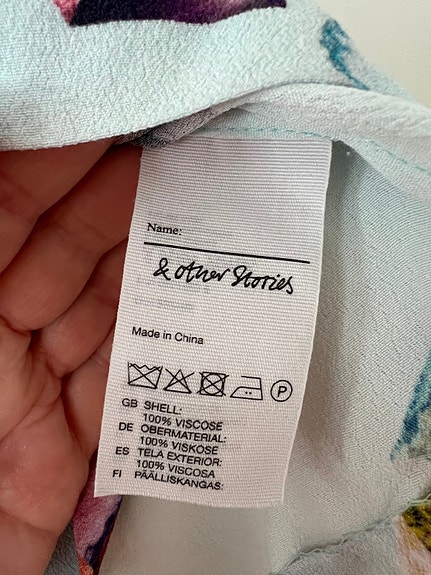 Name:
& other Stories
Made in China
P
GB SHELL:
100% VISCOSE
DE OBERMATERIAL:
100% VISKOSE
ES TELA EXTERIOR:
100% VISCOSA
FI PÄÄLLISKANGAS: